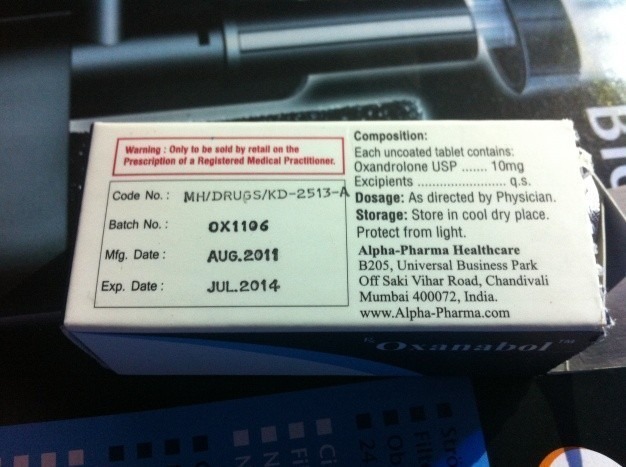 Warning : Only to be sold by retail on the
Prescription of a Registered Medical Practitioner.
Code No. : MH/DRUGS/KD-2513-A
Batch No. : OX1106
Mfg. Date : AUG.2011
Exp. Date : JUL.2014
Composition:
Each uncoated tablet contains:
Oxandrolone USP ....... 10mg
Excipients ...................... q.s.
Dosage: As directed by Physician.
Storage: Store in cool dry place.
Protect from light.
Alpha-Pharma Healthcare
B205, Universal Business Park
Off Saki Vihar Road, Chandivali
Mumbai 400072, India.
www.Alpha-Pharma.com
Oxanabol™